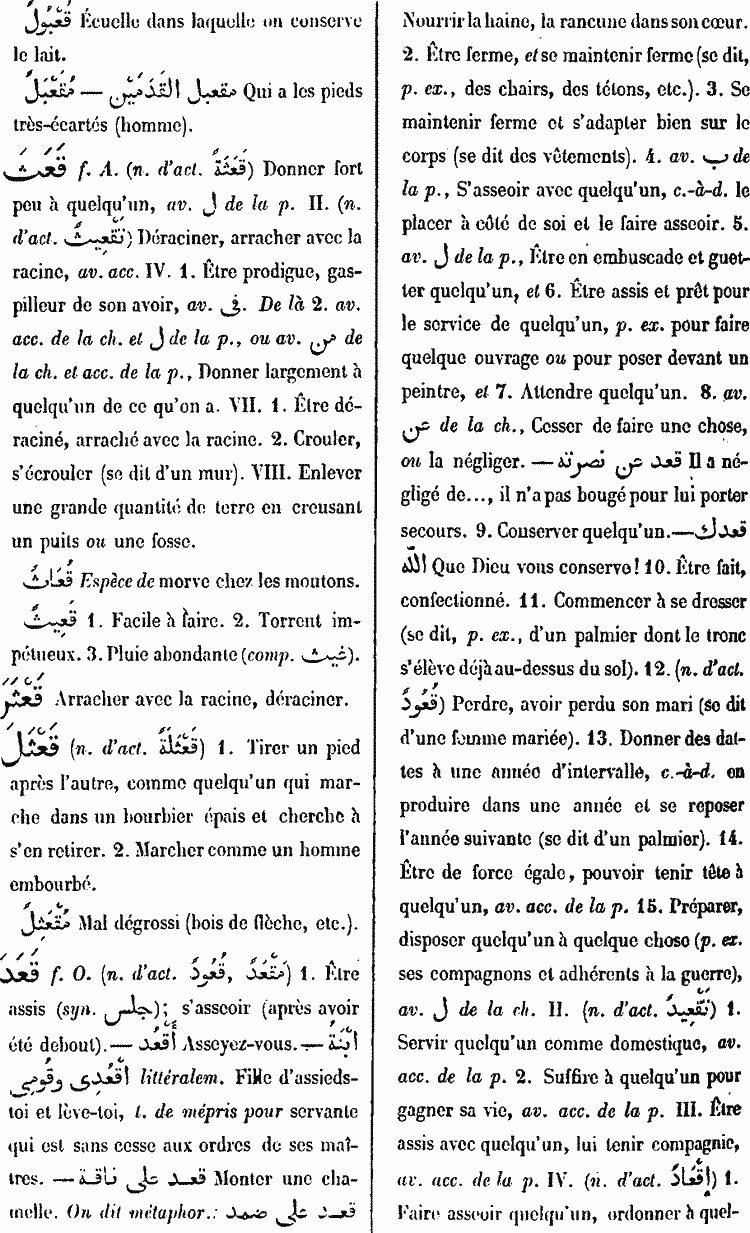 قَعْبُولٌ Écuelle dans laquelle on conserve
le lait.
مُقَعْبَلٌ — مقعبل القَدَمَيْنِ Qui a les pieds
très-écartés (homme).
قَعَثَ f. A. (n. d'act. قَعْثَةٌ) Donner fort
peu à quelqu'un, av. ل de la p. II. (n.
d'act. تَقْعِيثٌ) Déraciner, arracher avec la
racine, av. acc. IV. 1. Être prodigue, gas-
pilleur de son avoir, av. فى. De là 2. av.
acc. de la ch. et ل de la p., ou av. من de
la ch. et acc. de la p., Donner largement à
quelqu'un de ce qu'on a. VII. 1. Être dé-
raciné, arraché avec la racine. 2. Crouler,
s'écrouler (se dit d'un mur). VIII. Enlever
une grande quantité de terre en creusant
un puits ou une fosse.
قُعَاثٌ Espèce de morve chez les moutons.
قَعِيثٌ 1. Facile à faire. 2. Torrent im-
pétueux. 3. Pluie abondante (comp. غيث).
قَعْثَرَ Arracher avec la racine, déraciner.
قَعْثَلَ (n. d'act. قَعْثَلَةٌ) 1. Tirer un pied
après l'autre, comme quelqu'un qui mar-
che dans un bourbier épais et cherche à
s'en retirer. 2. Marcher comme un homme
embourbé.
مُقَعْثَلٌ Mal dégrossi (bois de flèche, etc.).
قَعَدَ f. O. (n. d'act. قُعُودٌ, مَقْعَدٌ) 1. Être
assis (syn. جلس); s'asseoir (après avoir
été debout). — أُقْعُد Asseyez-vous. — اْبْنَةُ
اُقْعُدِى وَقُومِى littéralem. Fille d'assieds-
toi et lève-toi, t. de mépris pour servante
qui est sans cesse aux ordres de ses maî-
tres. — قعد على ناقة Monter une cha-
melle. On dit métaphor.: قعد على ضمد
Nourrir la haine, la rancune dans son cœur.
2. Être ferme, et se maintenir ferme (se dit,
p. ex., des chairs, des tétons, etc.). 3. Se
maintenir ferme et s'adapter bien sur le
corps (se dit des vêtements). 4. av. ب de
la p., S'asseoir avec quelqu'un, c.-à-d. le
placer à côté de soi et le faire asseoir. 5.
av. ل de la p., Être en embuscade et guet-
ter quelqu'un, et 6. Être assis et prêt pour
le service de quelqu'un, p. ex. pour faire
quelque ouvrage ou pour poser devant un
peintre, et 7. Attendre quelqu'un. 8. av.
عن de la ch., Cesser de faire une chose,
ou la négliger. — قعد عن نصرته Il a né-
gligé de..., il n'a pas bougé pour lui porter
secours. 9. Conserver quelqu'un. — قعدك
اللّٰه Que Dieu vous conserve! 10. Être fait,
confectionné. 11. Commencer à se dresser
(se dit, p. ex., d'un palmier dont le tronc
s'élève déjà au-dessus du sol). 12. (n. d'act.
قُعُودٌ) Perdre, avoir perdu son mari (se dit
d'une femme mariée). 13. Donner des dat-
tes à une année d'intervalle, c.-à-d. en
produire dans une année et se reposer
l'année suivante (se dit d'un palmier). 14.
Être de force égale, pouvoir tenir tête à
quelqu'un, av. acc. de la p. 15. Préparer,
disposer quelqu'un à quelque chose (p. ex.
ses compagnons et adhérents à la guerre),
av. ل de la ch. II. (n. d'act. تَقْعِيدٌ) 1.
Servir quelqu'un comme domestique, av.
acc. de la p. 2. Suffire à quelqu'un pour
gagner sa vie, av. acc. de la p. III. Être
assis avec quelqu'un, lui tenir compagnie,
av. acc. de la p. IV. (n. d'act. إِقْعَادٌ) 1.
Faire asseoir quelqu'un, ordonner à quel-